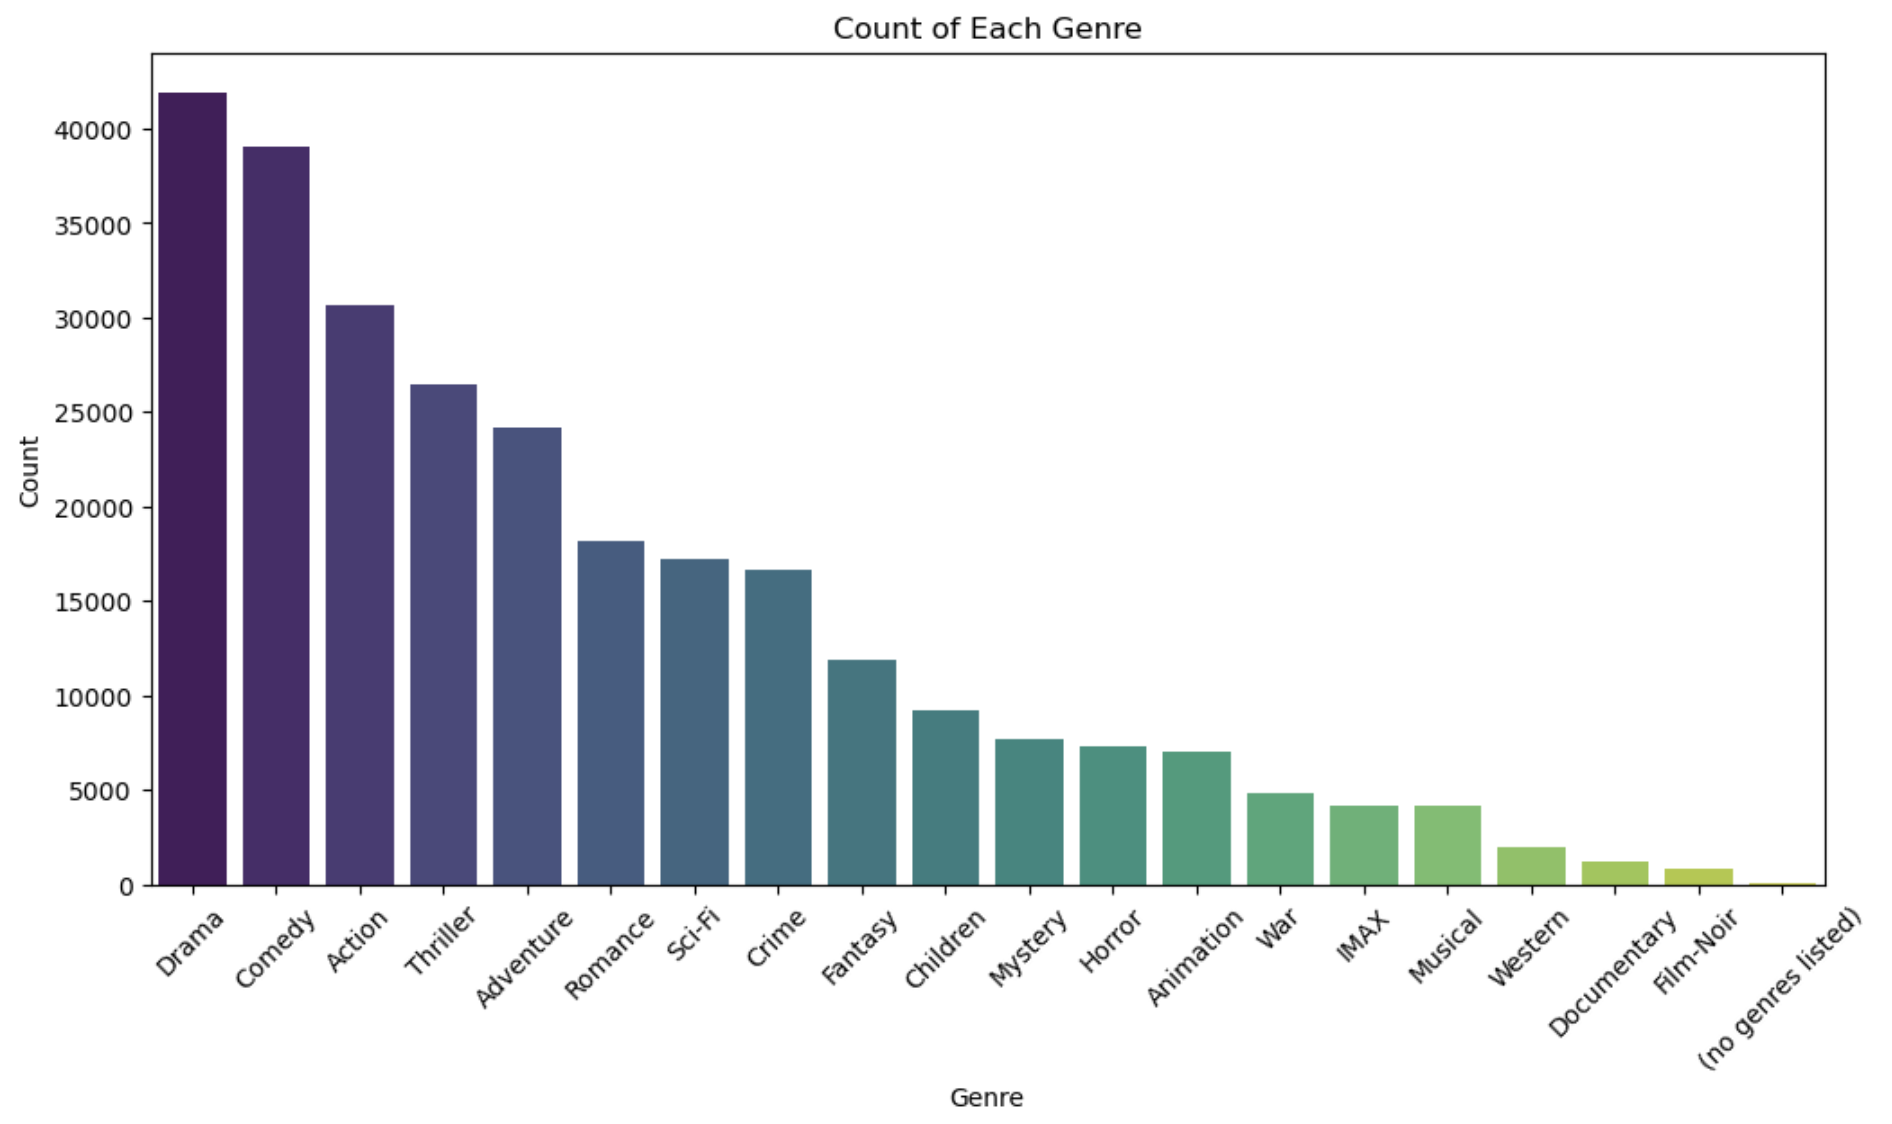 Count of Each Genre
Count
40000
35000
30000
25000
20000
15000
10000
5000
0
Drama
Comedy
Action
Thriller
Adventure
Romance
Sci-Fi
Crime
Fantasy
Children
Mystery
Horror
Animation
War
IMAX
Musical
Western
Documentary
Film-Noir
(no genres listed)
Genre